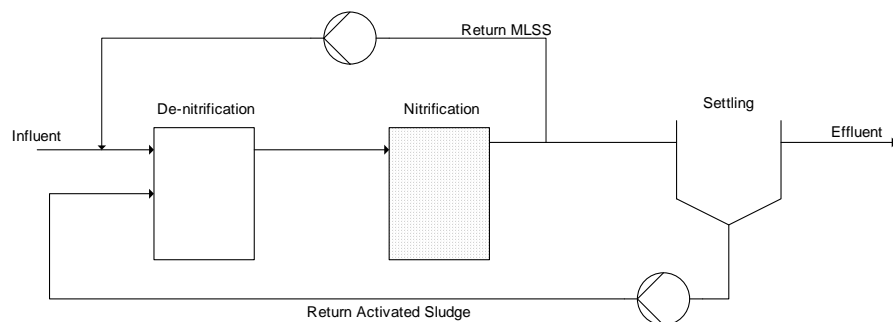 Return MLSS
De-nitrification
Nitrification
Settling
Influent
Effluent
Return Activated Sludge